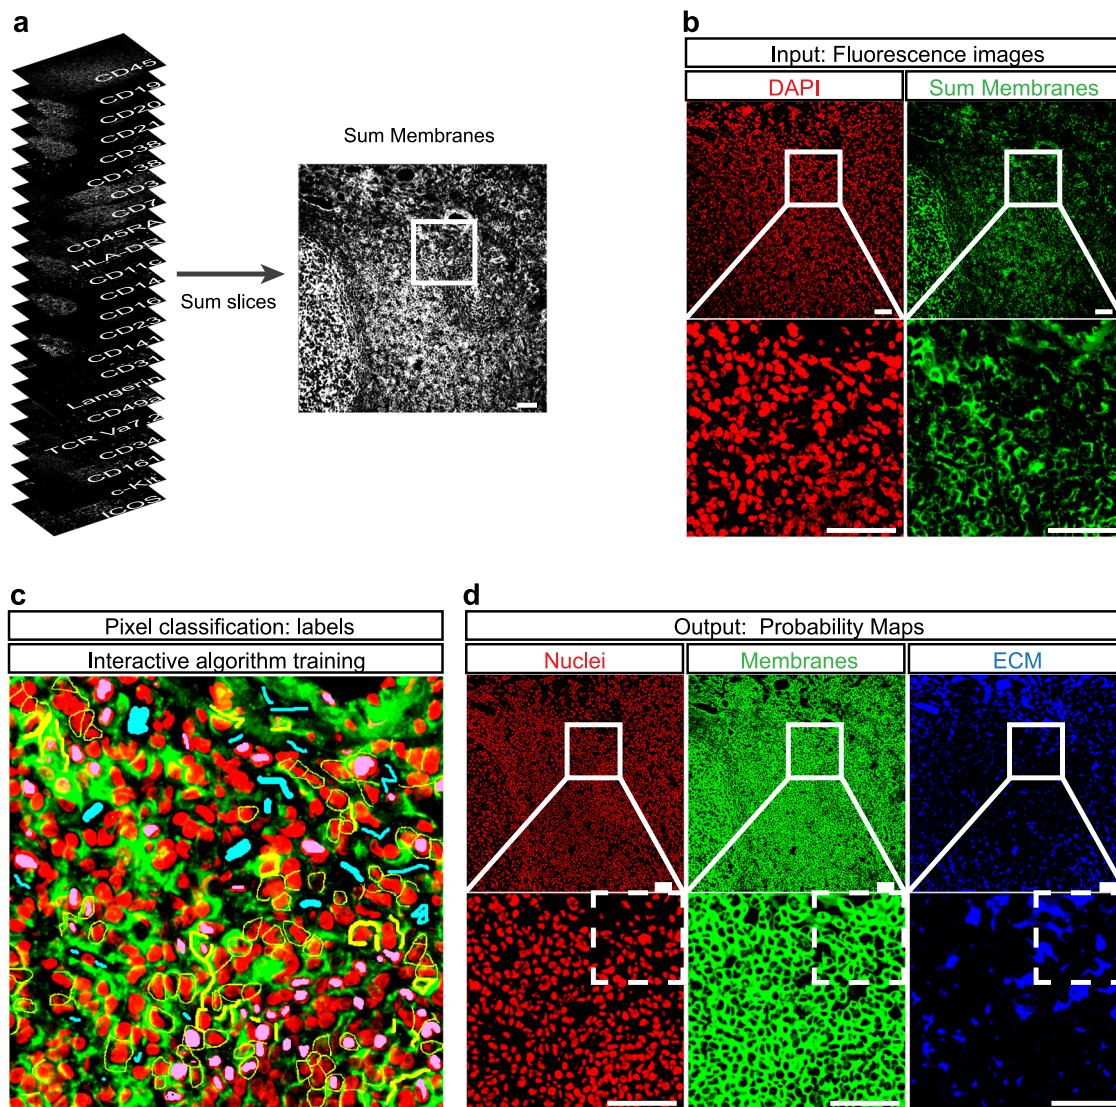 a
CD45
CD19
CD20
CD21
CD38
CD138
CD3
CD7
CD45RA
HLA-DR
CD11c
CD14
CD16
CD22
CD141
CD31
Langerin
CD49a
TCR Va7.2
CD34
CD161
c-Kit
ICOS
Sum slices
Sum Membranes
b
Input: Fluorescence images
DAPI
Sum Membranes
c
Pixel classification: labels
Interactive algorithm training
d
Output: Probability Maps
Nuclei
Membranes
ECM